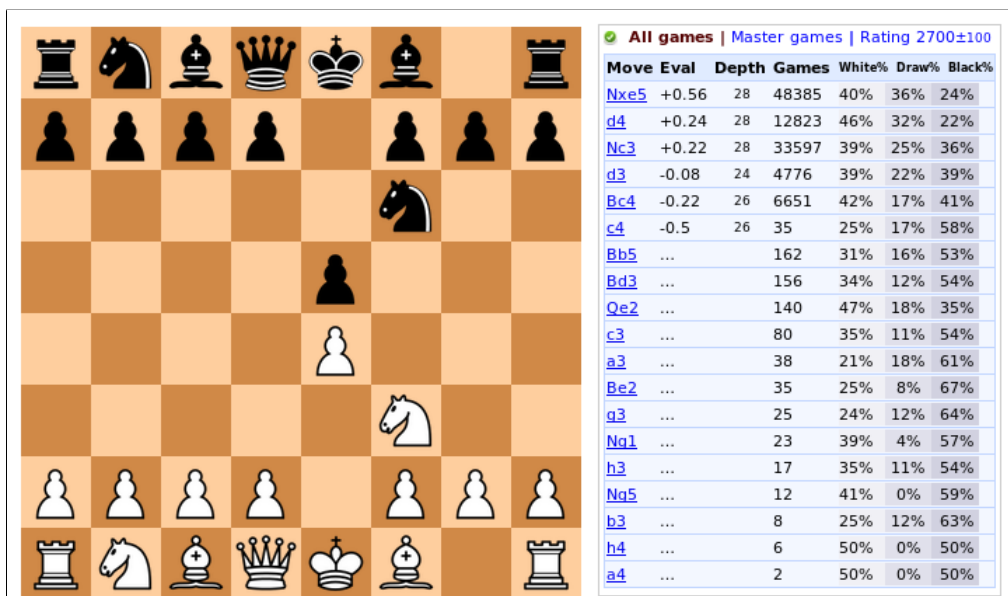 All games | Master games | Rating 2700±100
Move Eval Depth Games White% Draw% Black%
Nxe5 +0.56 28 48385 40% 36% 24%
d4 +0.24 28 12823 46% 32% 22%
Nc3 +0.22 28 33597 39% 25% 36%
d3 -0.08 24 4776 39% 22% 39%
Bc4 -0.22 26 6651 42% 17% 41%
c4 -0.5 26 35 25% 17% 58%
Bb5 ... 162 31% 16% 53%
Bd3 ... 156 34% 12% 54%
Qe2 ... 140 47% 18% 35%
c3 ... 80 35% 11% 54%
a3 ... 38 21% 18% 61%
Be2 ... 35 25% 8% 67%
g3 ... 25 24% 12% 64%
Ng1 ... 23 39% 4% 57%
h3 ... 17 35% 11% 54%
Ng5 ... 12 41% 0% 59%
b3 ... 8 25% 12% 63%
h4 ... 6 50% 0% 50%
a4 ... 2 50% 0% 50%